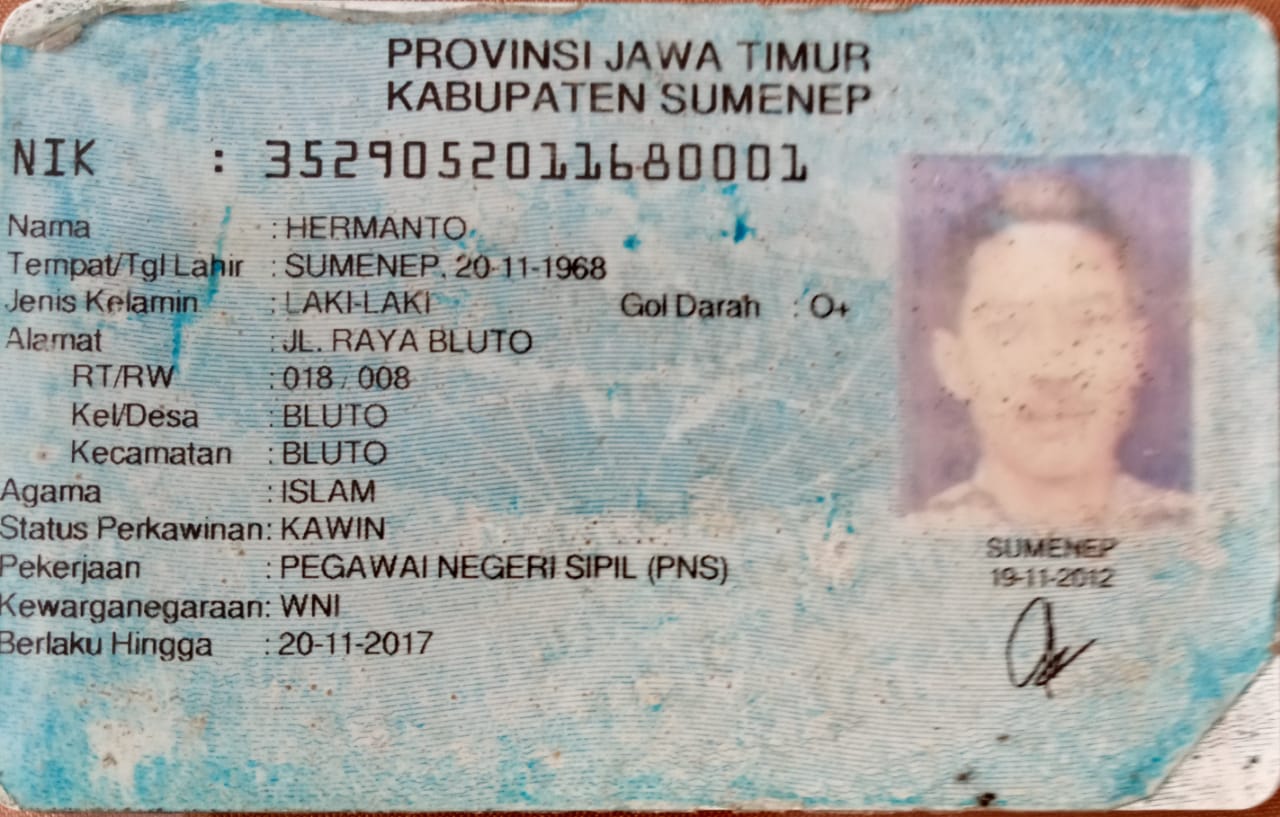 PROVINSI JAWA TIMUR
KABUPATEN SUMENEP
NIK : 3529052011680001
Nama : HERMANTO
Tempat/Tgl Lahir : SUMENEP, 20-11-1968
Jenis Kelamin : LAKI-LAKI Gol Darah : O+
Alamat : JL. RAYA BLUTO
RT/RW : 018 / 008
Kel/Desa : BLUTO
Kecamatan : BLUTO
Agama : ISLAM
Status Perkawinan: KAWIN
Pekerjaan : PEGAWAI NEGERI SIPIL (PNS)
Kewarganegaraan: WNI
Berlaku Hingga : 20-11-2017
SUMENEP
19-11-2012